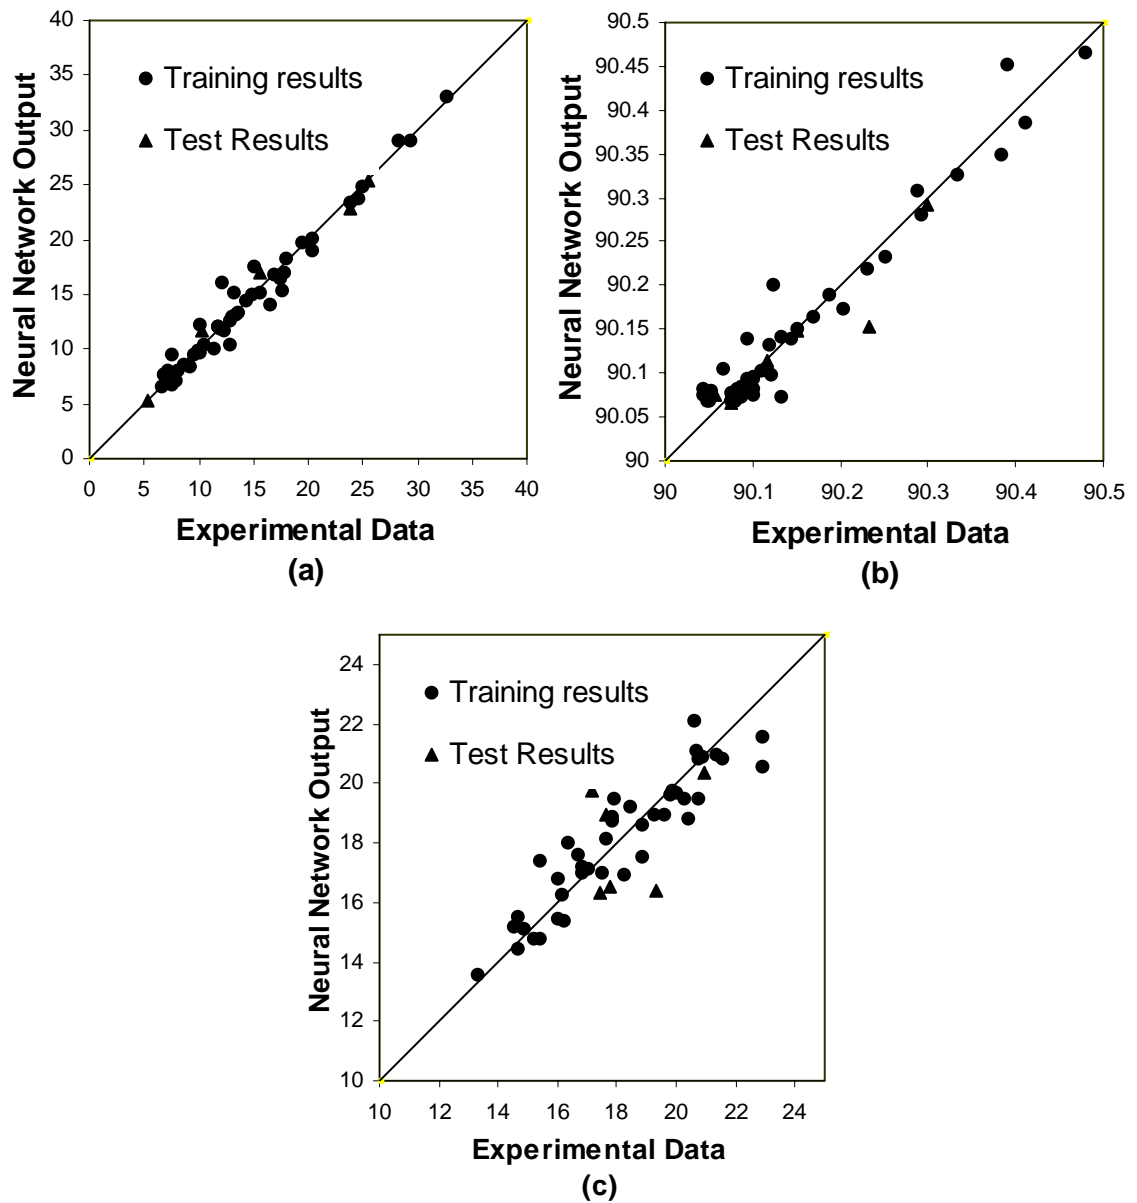 Neural Network Output
40
35
30
25
20
15
10
5
0
Training results
Test Results
0 5 10 15 20 25 30 35 40
Experimental Data
(a)
Neural Network Output
90.5
90.45
90.4
90.35
90.3
90.25
90.2
90.15
90.1
90.05
90
Training results
Test Results
90 90.1 90.2 90.3 90.4 90.5
Experimental Data
(b)
Neural Network Output
24
22
20
18
16
14
12
10
Training results
Test Results
10 12 14 16 18 20 22 24
Experimental Data
(c)